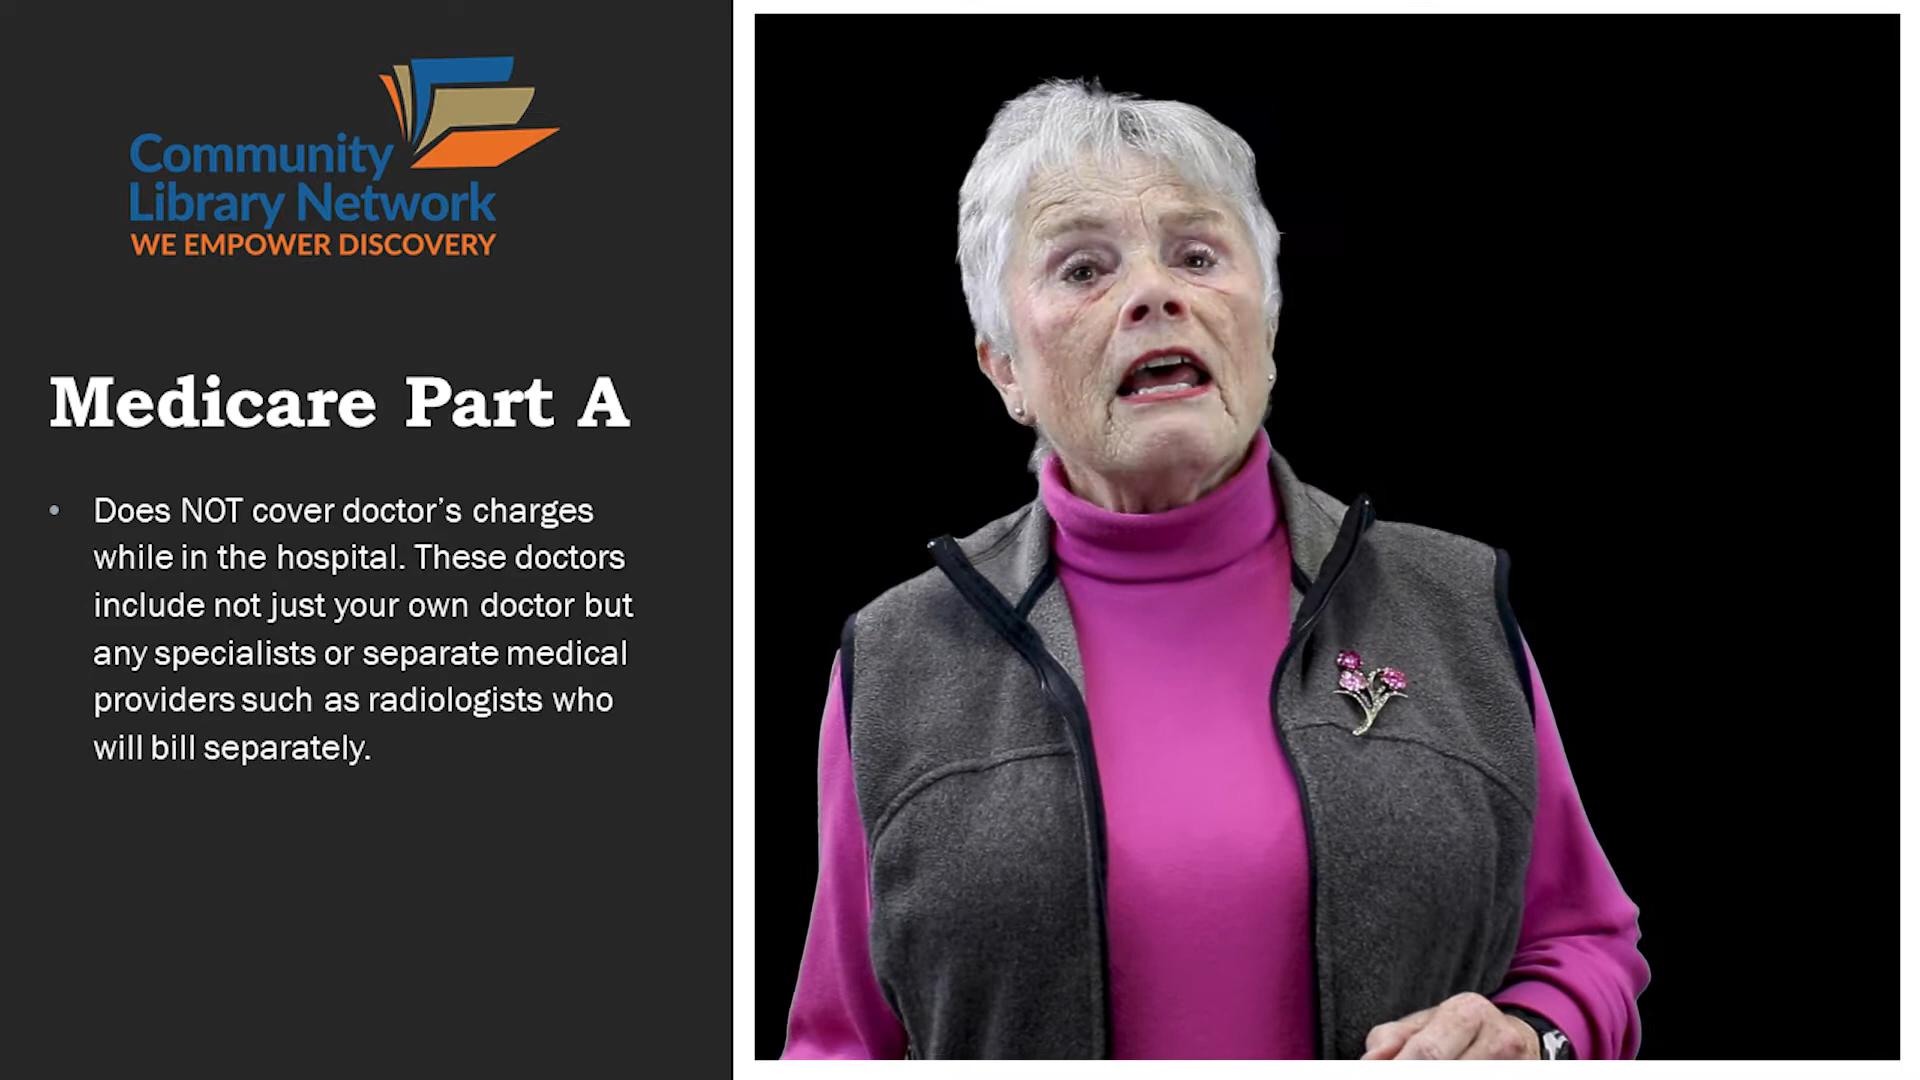 Community
Library Network
WE EMPOWER DISCOVERY
Medicare Part A
• Does NOT cover doctor’s charges
while in the hospital. These doctors
include not just your own doctor but
any specialists or separate medical
providers such as radiologists who
will bill separately.